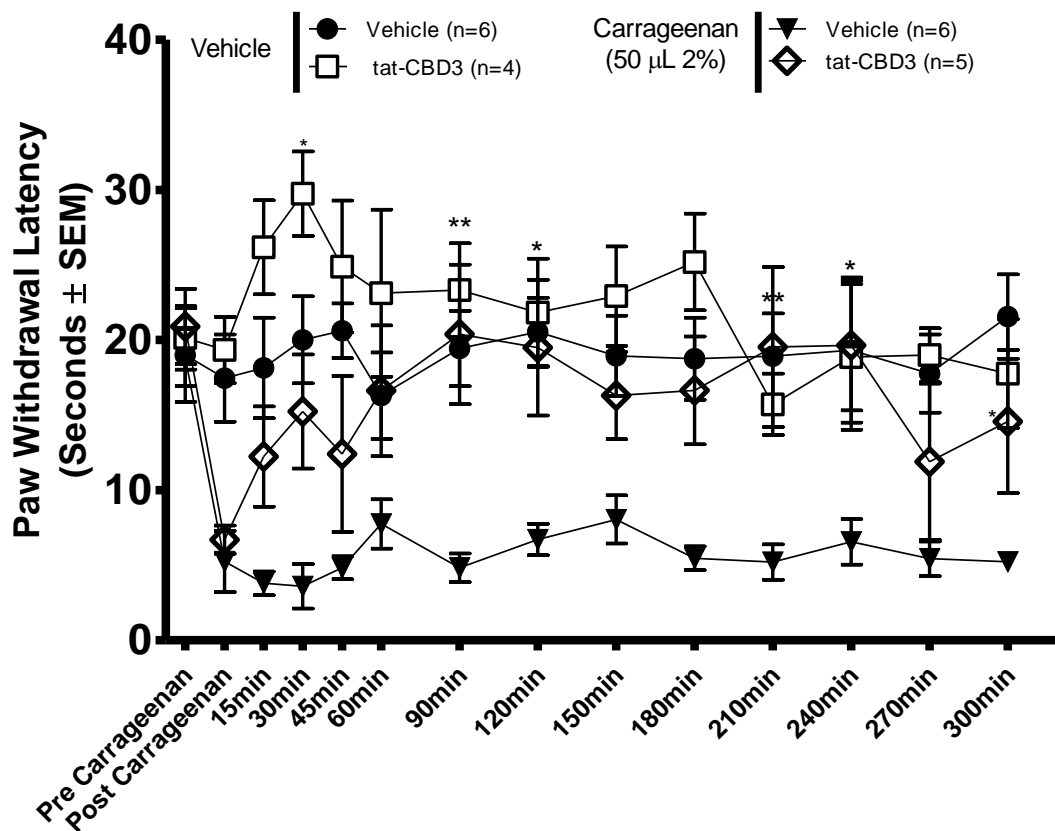 40
30
20
10
0
Paw Withdrawal Latency
(Seconds ± SEM)
Vehicle
Vehicle (n=6)
tat-CBD3 (n=4)
Carrageenan
(50 μL 2%)
Vehicle (n=6)
tat-CBD3 (n=5)
*
**
*
**
*
*
Pre Carrageenan
Post Carrageenan
15min
30min
45min
60min
90min
120min
150min
180min
210min
240min
270min
300min